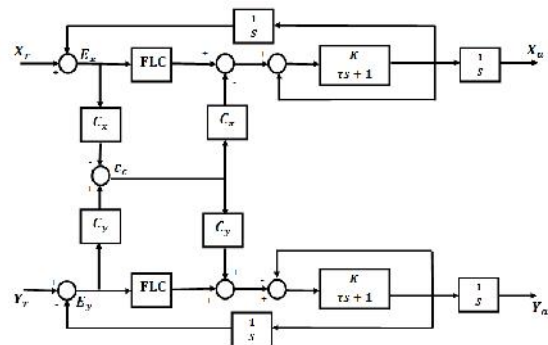 1
s
X_r
E_x
FLC
K
τs + 1
1
s
X_a
C_x
C_x
ε_c
C_y
C_y
Y_r
E_y
FLC
K
τs + 1
1
s
Y_a
1
s